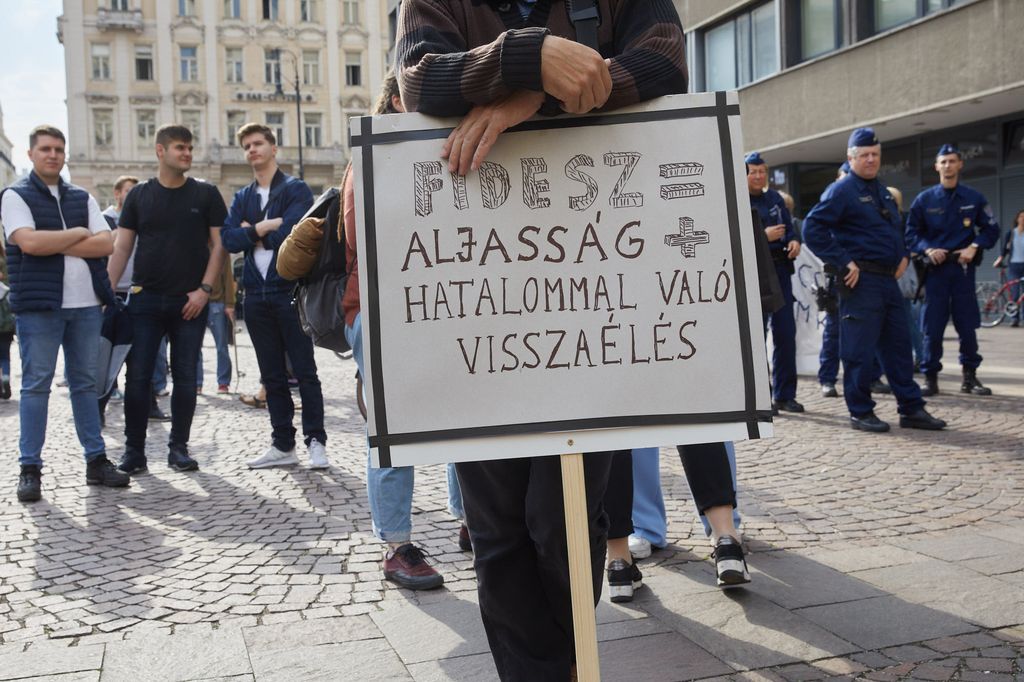 FIDESZ =
ALJASSÁG +
HATALOMMAL VALÓ
VISSZAÉLÉS